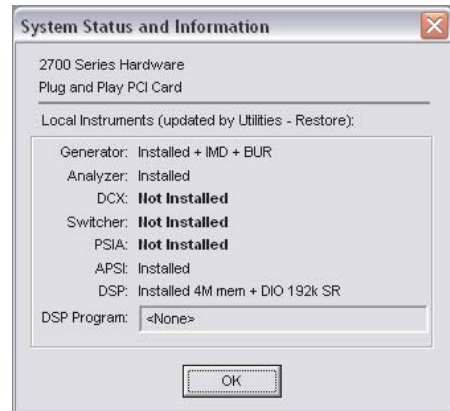 System Status and Information
2700 Series Hardware
Plug and Play PCI Card
Local Instruments (updated by Utilities - Restore):
Generator: Installed + IMD + BUR
Analyzer: Installed
DCX: Not Installed
Switcher: Not Installed
PSIA: Not Installed
APSI: Installed
DSP: Installed 4M mem + DIO 192k SR
DSP Program: <None>
OK